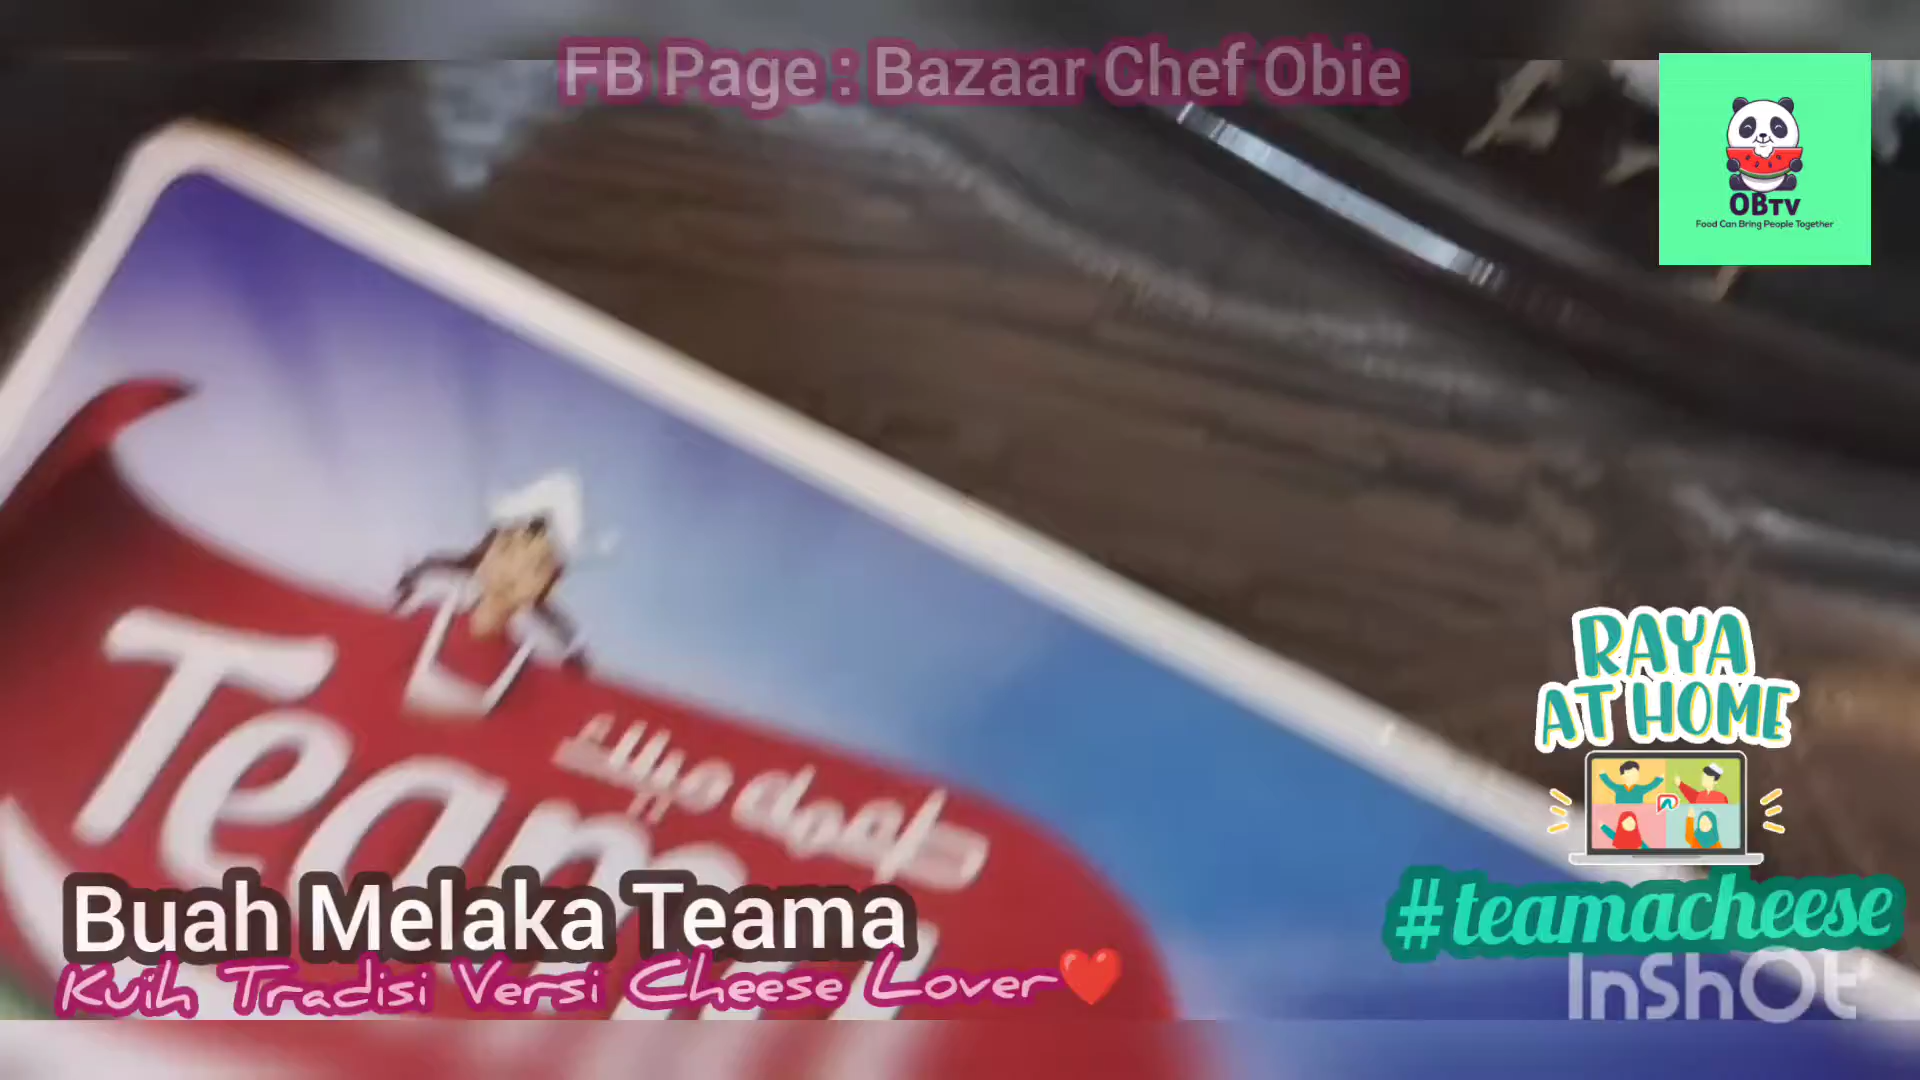 FB Page : Bazaar Chef Obie
OBTV
Food Can Bring People Together
RAYA
AT HOME
Team
Buah Melaka Teama
#teamacheese
Kuih Tradisi Versi Cheese Lover❤️
InShOt